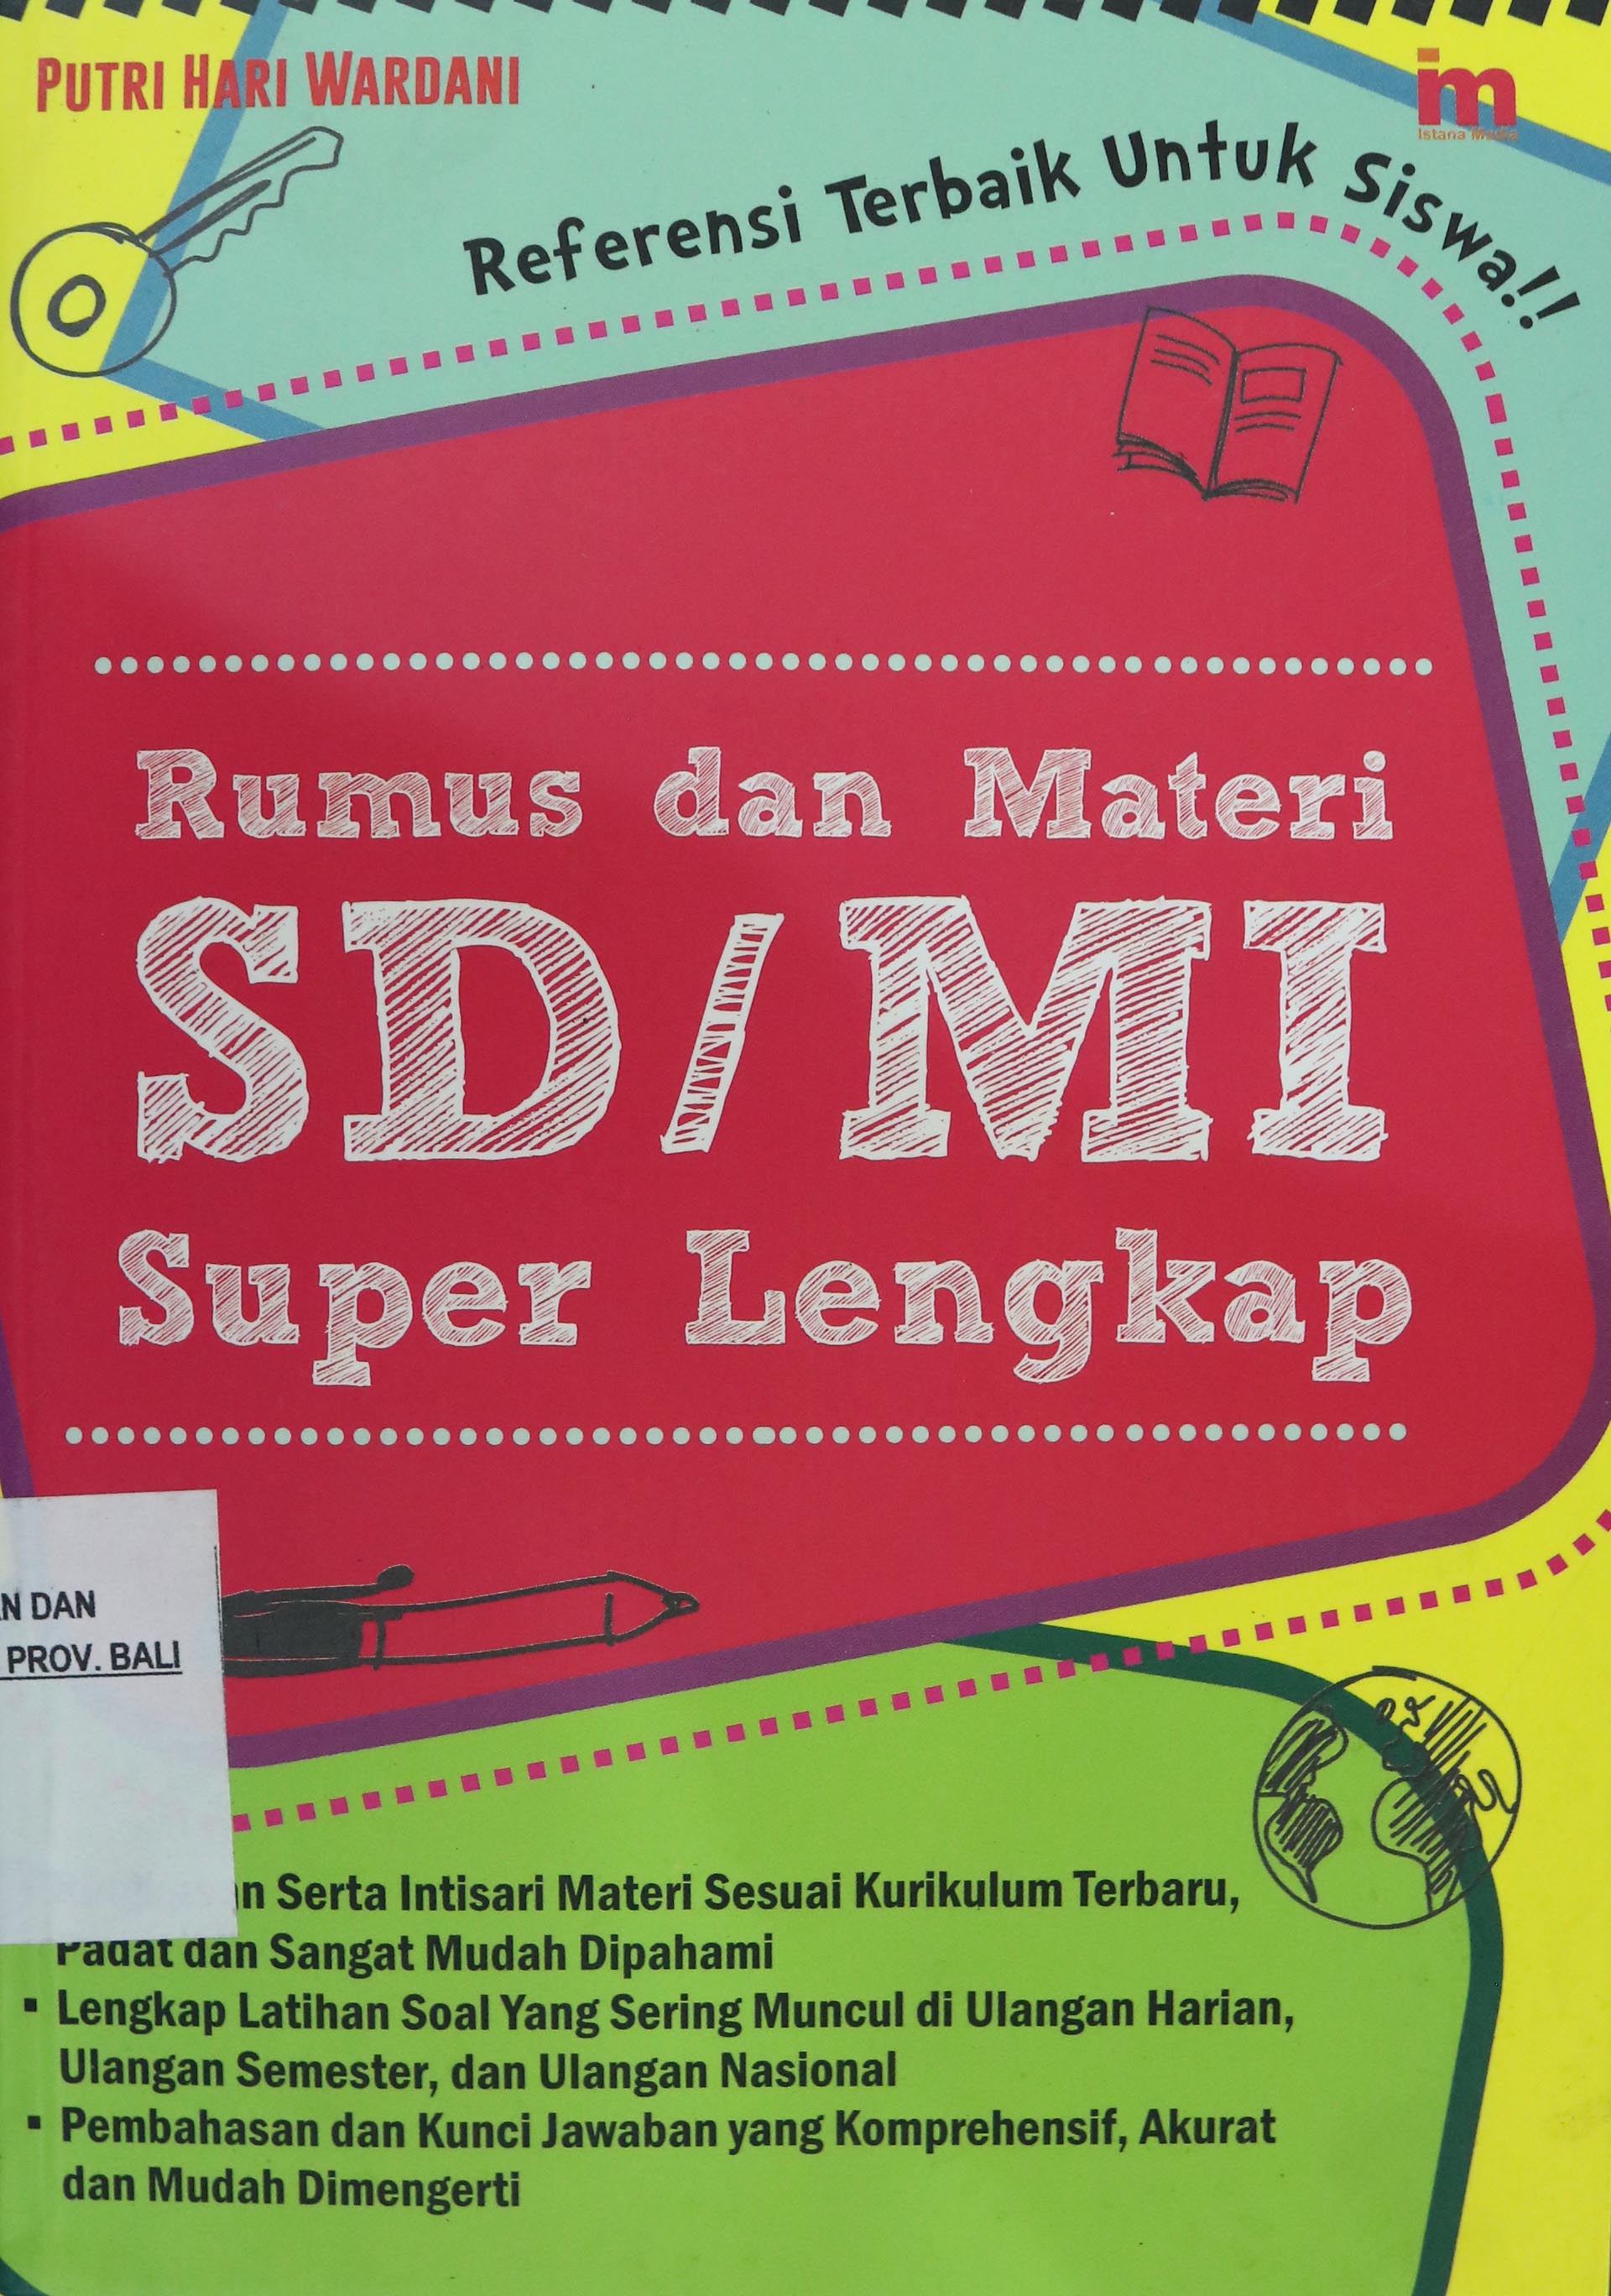 PUTRI HARI WARDANI
im
Istana Media
Referensi Terbaik Untuk Siswa!!
Rumus dan Materi
SD/MI
Super Lengkap
N DAN
PROV. BALI
n Serta Intisari Materi Sesuai Kurikulum Terbaru,
Padat dan Sangat Mudah Dipahami
▪ Lengkap Latihan Soal Yang Sering Muncul di Ulangan Harian,
Ulangan Semester, dan Ulangan Nasional
▪ Pembahasan dan Kunci Jawaban yang Komprehensif, Akurat
dan Mudah Dimengerti